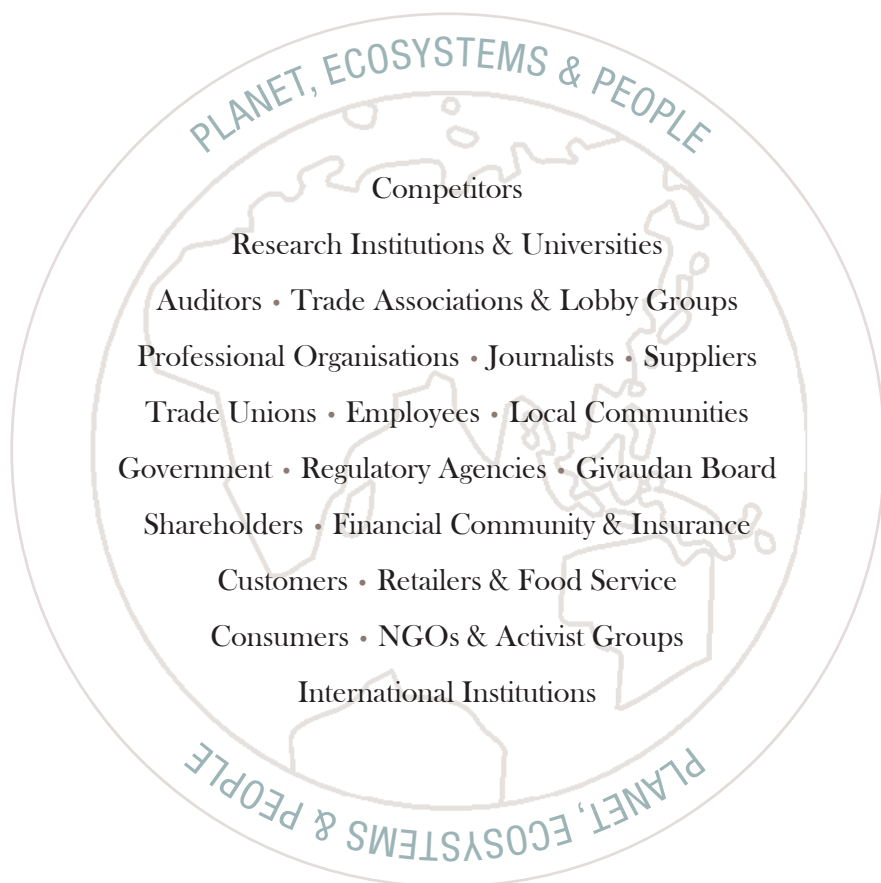 PLANET, ECOSYSTEMS & PEOPLE
Competitors
Research Institutions & Universities
Auditors • Trade Associations & Lobby Groups
Professional Organisations • Journalists • Suppliers
Trade Unions • Employees • Local Communities
Government • Regulatory Agencies • Givaudan Board
Shareholders • Financial Community & Insurance
Customers • Retailers & Food Service
Consumers • NGOs & Activist Groups
International Institutions
PLANET, ECOSYSTEMS & PEOPLE